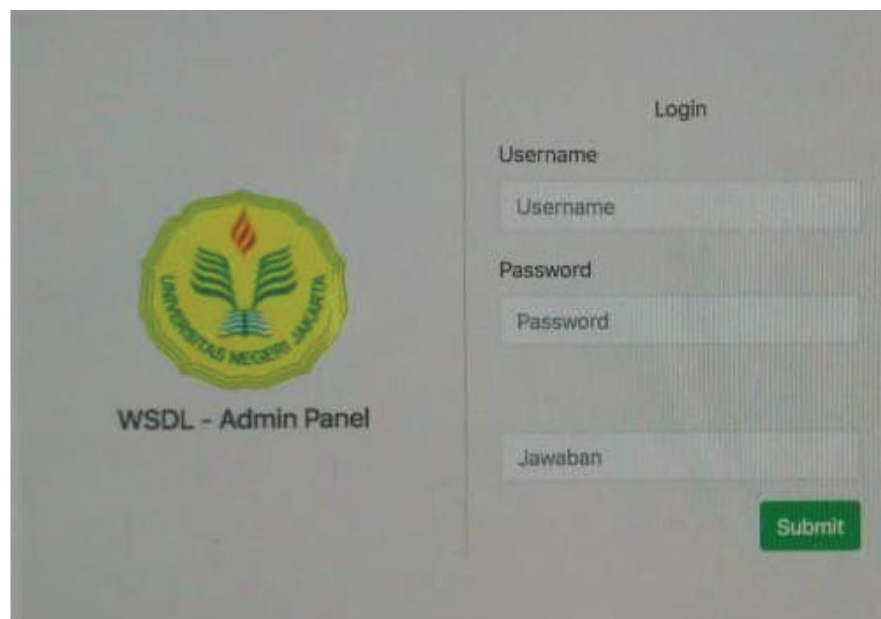 UNIVERSITAS NEGERI JAKARTA
WSDL - Admin Panel
Login
Username
Username
Password
Password
Jawaban
Submit